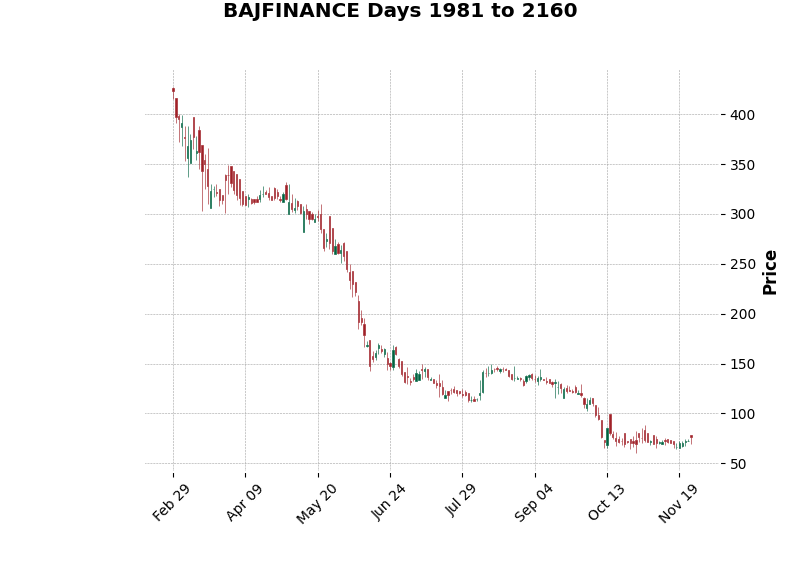 BAJFINANCE Days 1981 to 2160
400
350
300
250
200
150
100
50
Price
Feb 29
Apr 09
May 20
Jun 24
Jul 29
Sep 04
Oct 13
Nov 19